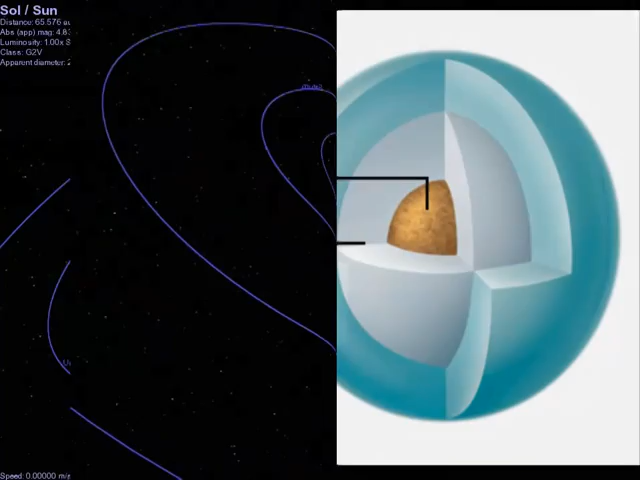 Sol / Sun
Distance: 65.576 au
Abs (app) mag: 4.83
Luminosity: 1.00x S
Class: G2V
Apparent diameter: 2
Speed: 0.00000 m/s